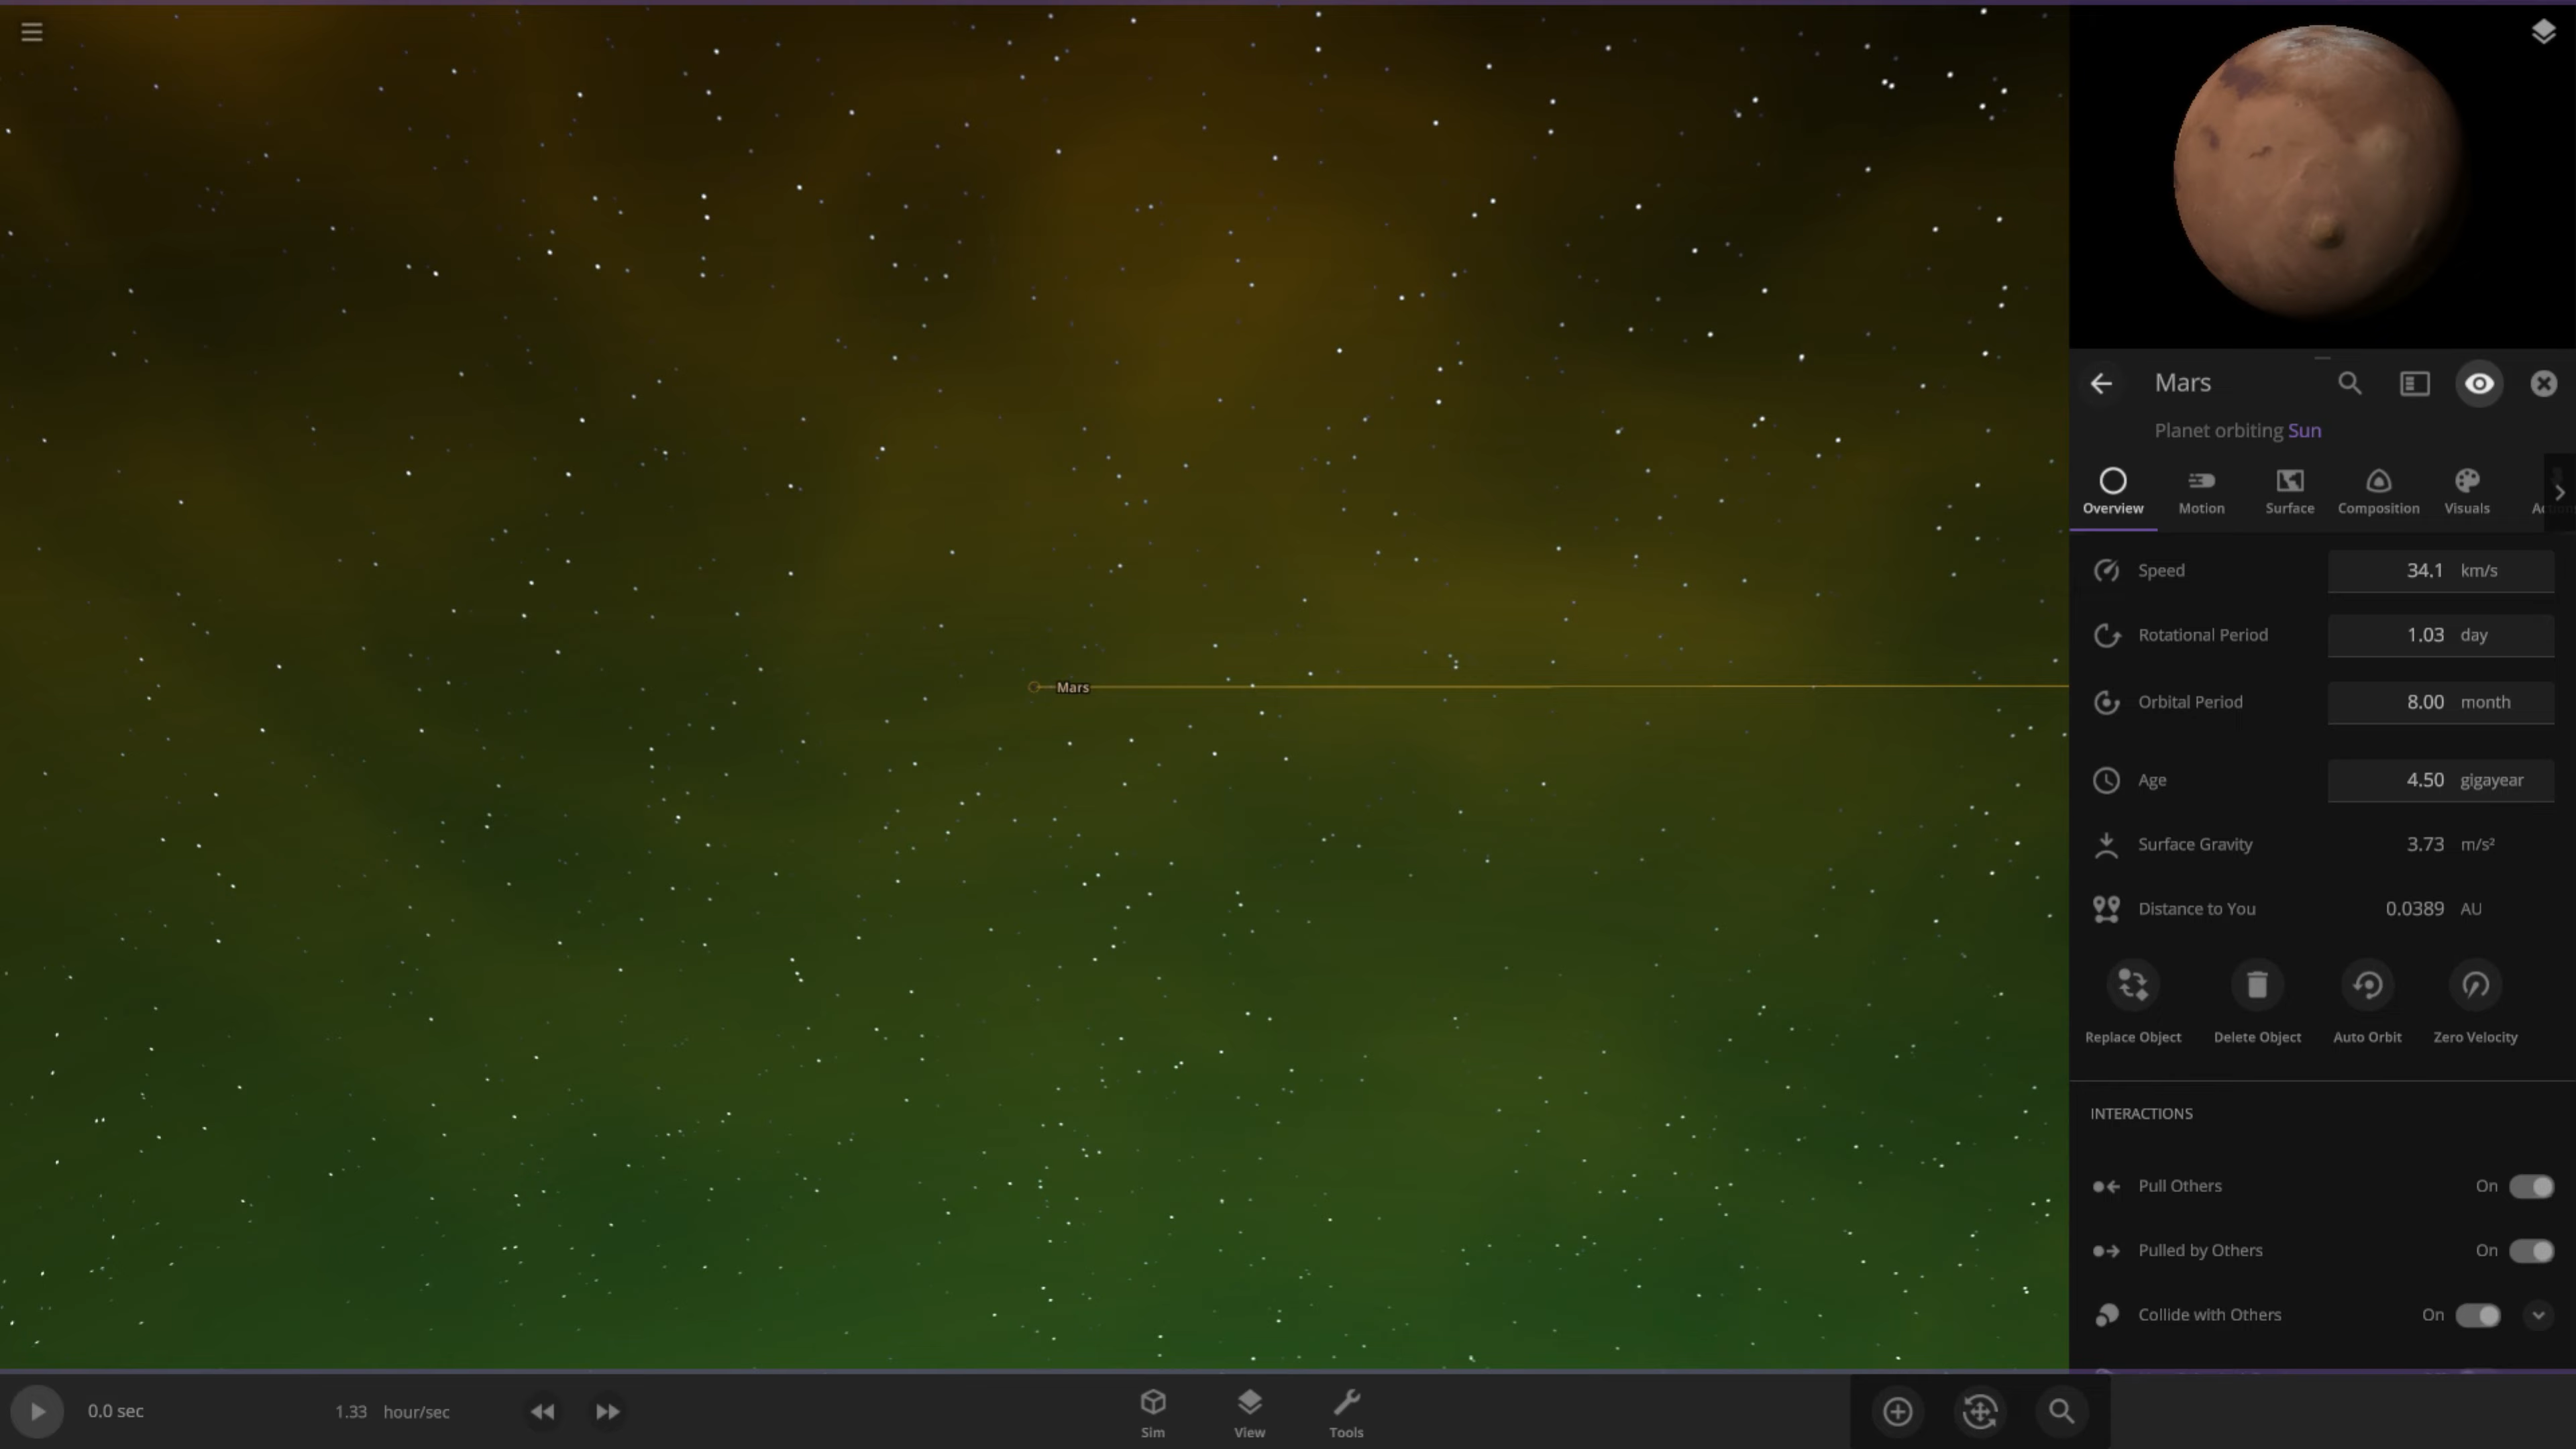 Mars
Mars
Planet orbiting Sun
Overview
Motion
Surface
Composition
Visuals
Speed 34.1 km/s
Rotational Period 1.03 day
Orbital Period 8.00 month
Age 4.50 gigayear
Surface Gravity 3.73 m/s²
Distance to You 0.0389 AU
Replace Object
Delete Object
Auto Orbit
Zero Velocity
INTERACTIONS
Pull Others On
Pulled by Others On
Collide with Others On
0.0 sec
1.33 hour/sec
Sim
View
Tools